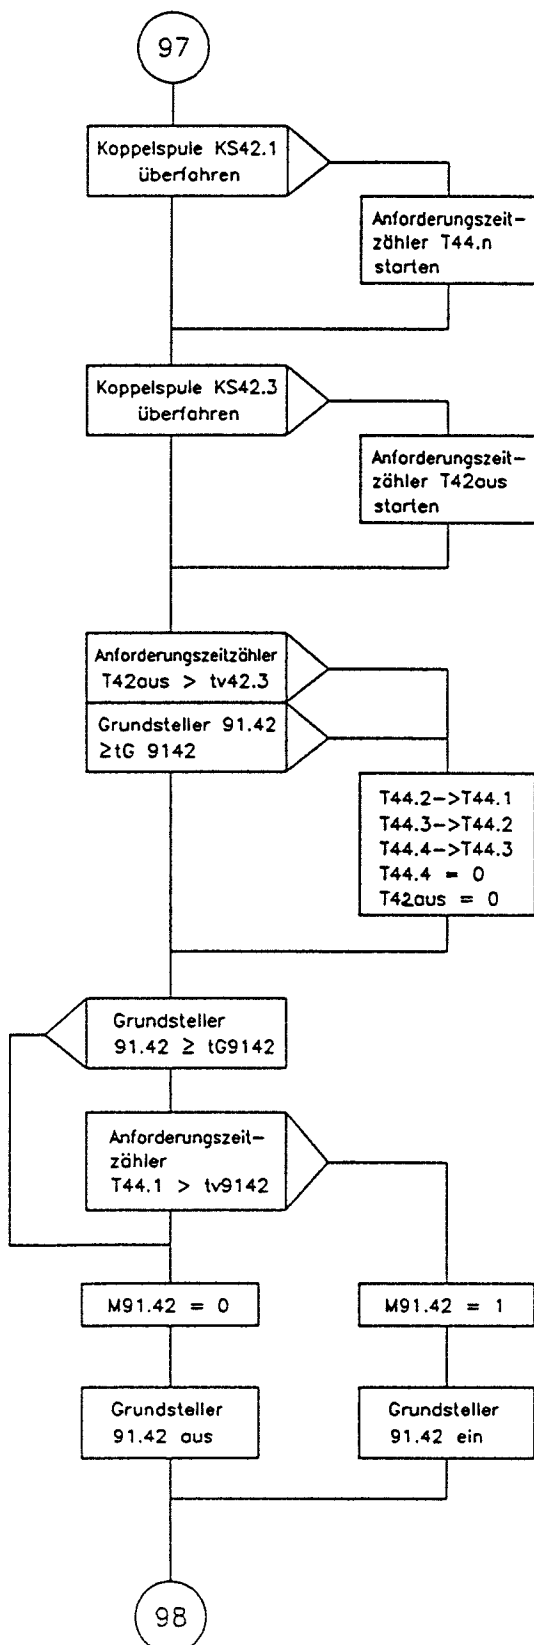 97
Koppelspule KS42.1
überfahren
Anforderungszeit-
zähler T44.n
starten
Koppelspule KS42.3
überfahren
Anforderungszeit-
zähler T42aus
starten
Anforderungszeitzähler
T42aus > tv42.3
Grundsteller 91.42
≥tG 9142
T44.2->T44.1
T44.3->T44.2
T44.4->T44.3
T44.4 = 0
T42aus = 0
Grundsteller
91.42 ≥ tG9142
Anforderungszeit-
zähler
T44.1 > tv9142
M91.42 = 0
M91.42 = 1
Grundsteller
91.42 aus
Grundsteller
91.42 ein
98